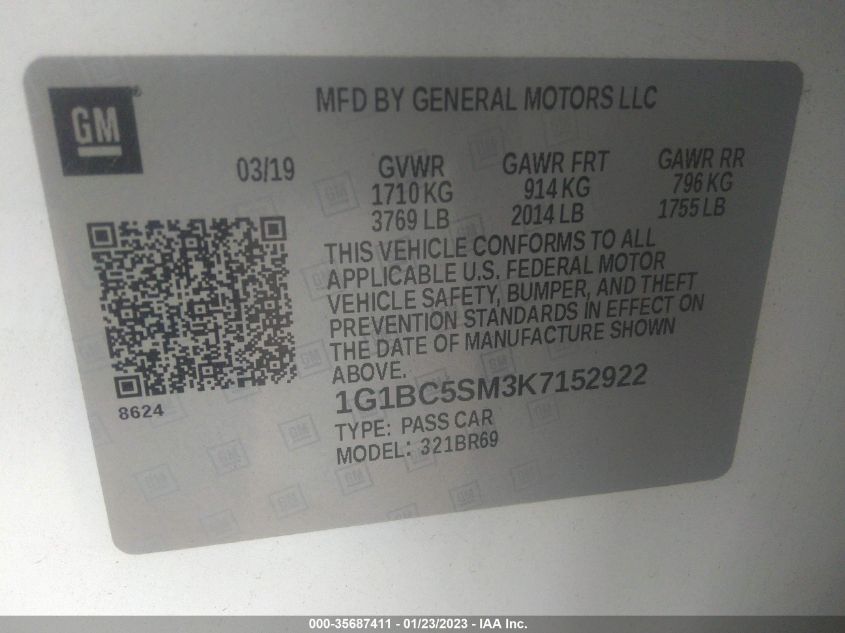 GM
MFD BY GENERAL MOTORS LLC
03/19 GVWR GAWR FRT GAWR RR
1710 KG 914 KG 796 KG
3769 LB 2014 LB 1755 LB
THIS VEHICLE CONFORMS TO ALL
APPLICABLE U.S. FEDERAL MOTOR
VEHICLE SAFETY, BUMPER, AND THEFT
PREVENTION STANDARDS IN EFFECT ON
THE DATE OF MANUFACTURE SHOWN
ABOVE.
8624
1G1BC5SM3K7152922
TYPE: PASS CAR
MODEL: 321BR69
000-35687411 - 01/23/2023 - IAA Inc.